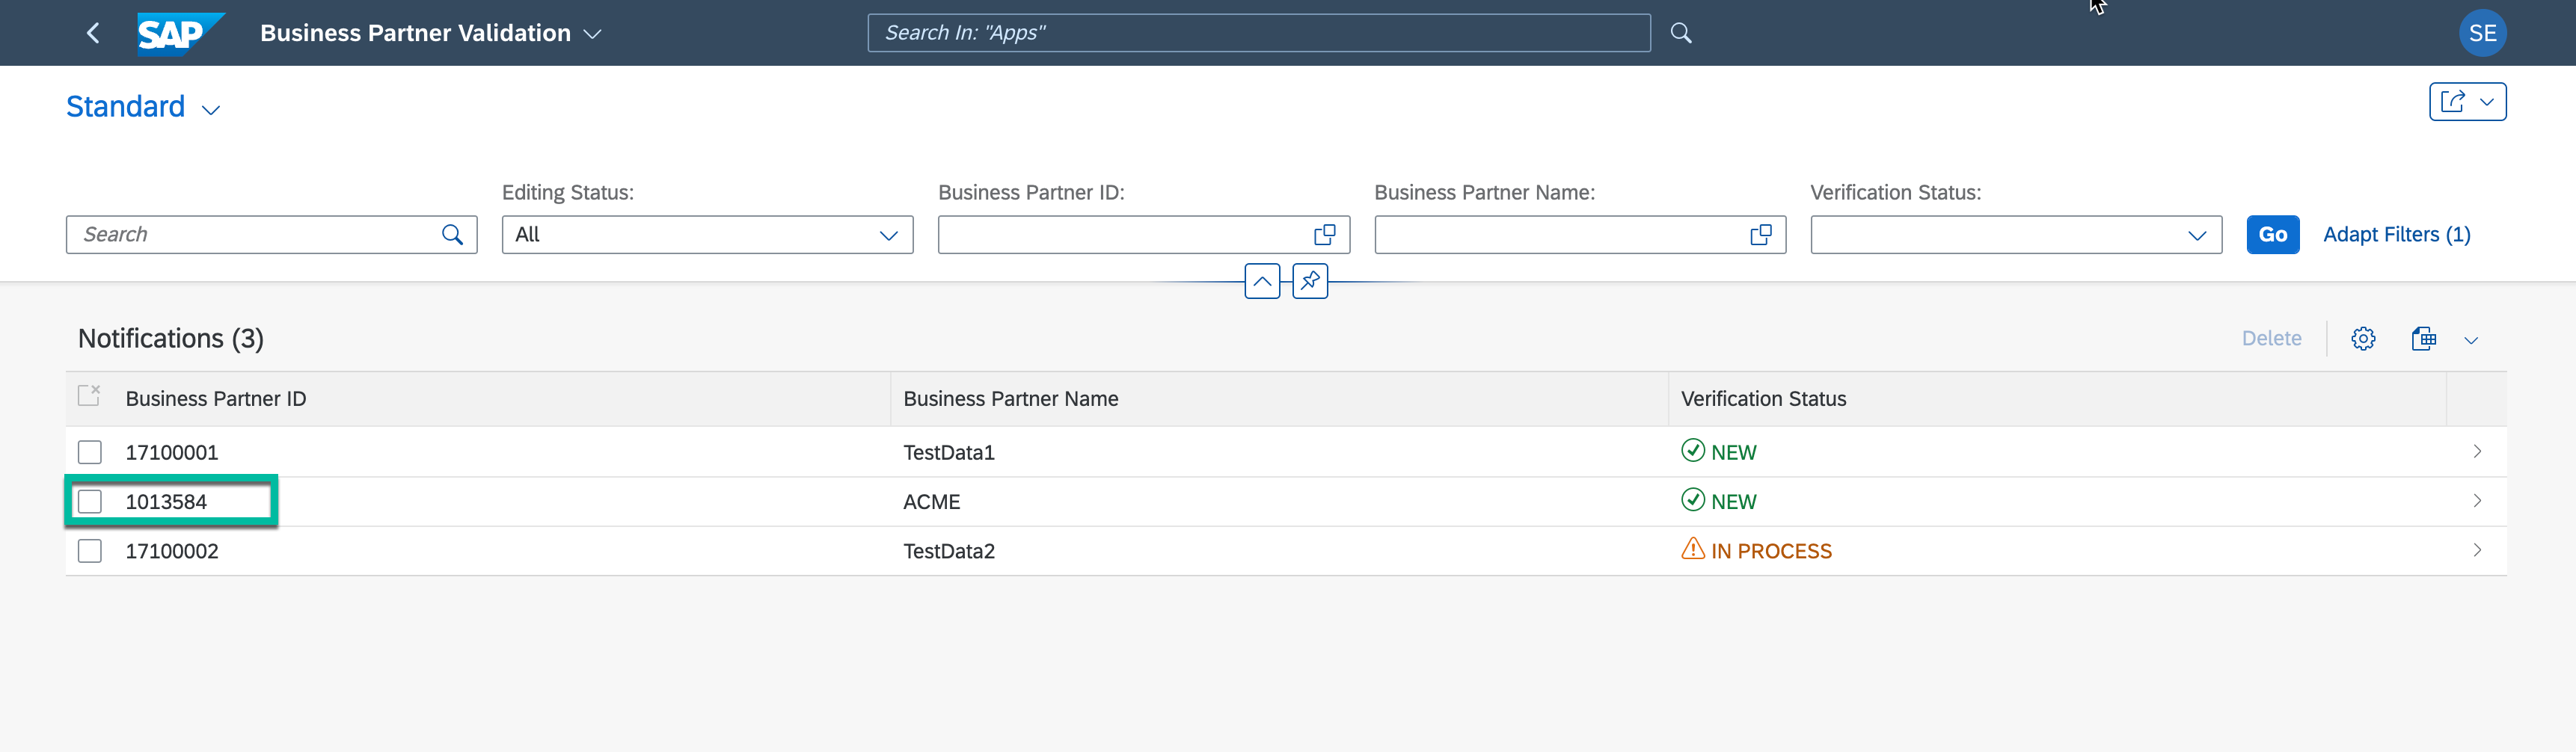 SAP Business Partner Validation Search In: "Apps" SE
Standard
Editing Status: Business Partner ID: Business Partner Name: Verification Status:
Search All Go Adapt Filters (1)
Notifications (3) Delete
Business Partner ID Business Partner Name Verification Status
17100001 TestData1 NEW
1013584 ACME NEW
17100002 TestData2 IN PROCESS